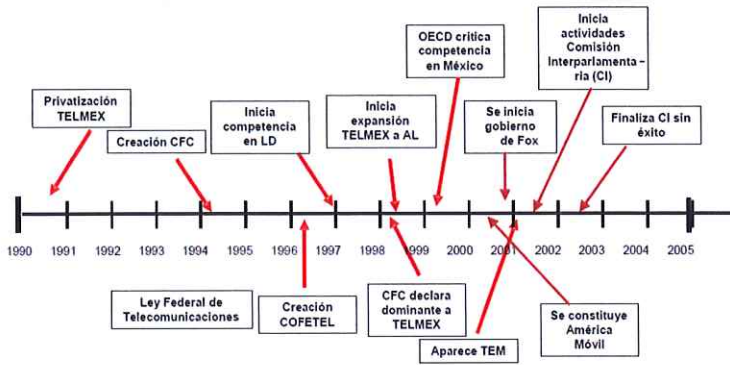 OECD critica
competencia
en México
Inicia
actividades
Comisión
Interparlamenta –
ria (CI)
Privatización
TELMEX
Creación CFC
Inicia
competencia
en LD
Inicia
expansión
TELMEX a AL
Se inicia
gobierno
de Fox
Finaliza CI sin
éxito
1990 1991 1992 1993 1994 1995 1996 1997 1998 1999 2000 2001 2002 2003 2004 2005
Ley Federal de
Telecomunicaciones
Creación
COFETEL
CFC declara
dominante a
TELMEX
Aparece TEM
Se constituye
América
Móvil